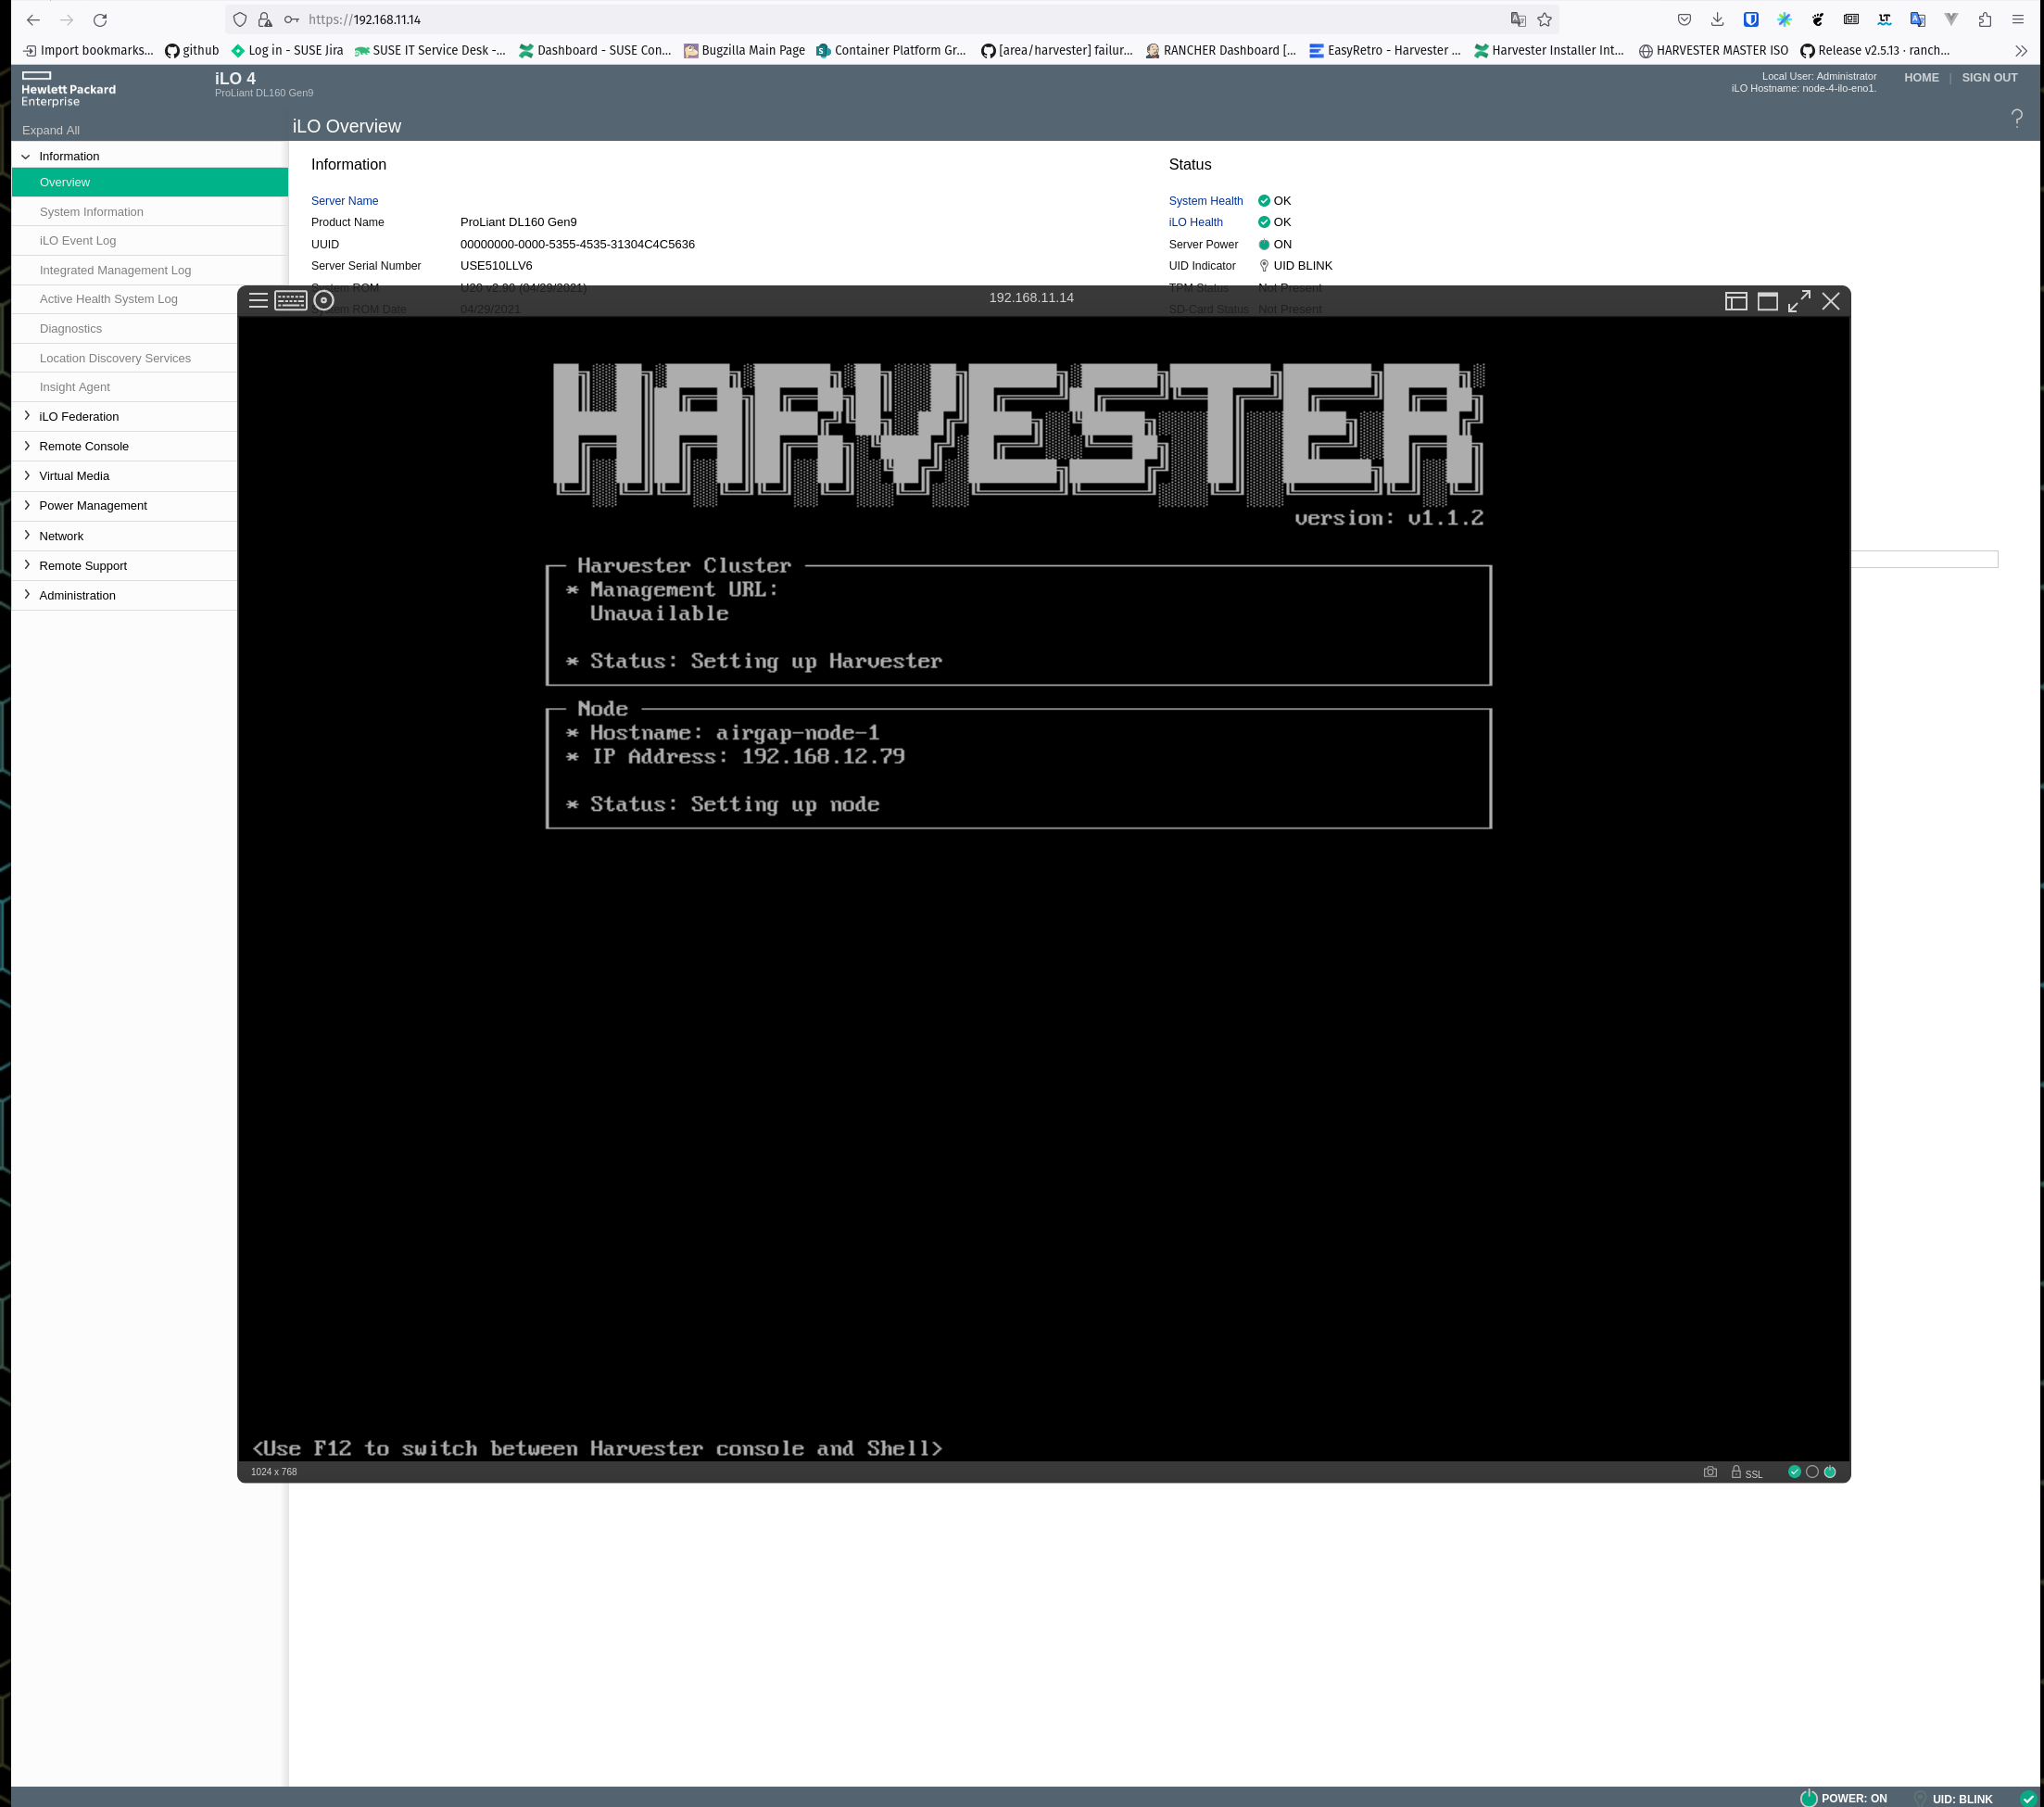 https://192.168.11.14
Import bookmarks... github Log in - SUSE Jira SUSE IT Service Desk -... Dashboard - SUSE Con... Bugzilla Main Page Container Platform Gr... [area/harvester] failur... RANCHER Dashboard [... EasyRetro - Harvester ... Harvester Installer Int... HARVESTER MASTER ISO Release v2.5.13 · ranch...
Hewlett Packard
Enterprise
iLO 4
ProLiant DL160 Gen9
Local User: Administrator
iLO Hostname: node-4-ilo-eno1.
HOME | SIGN OUT
Expand All
iLO Overview
?
Information
Overview
System Information
iLO Event Log
Integrated Management Log
Active Health System Log
Diagnostics
Location Discovery Services
Insight Agent
iLO Federation
Remote Console
Virtual Media
Power Management
Network
Remote Support
Administration
Information
Server Name
Product Name ProLiant DL160 Gen9
UUID 00000000-0000-5355-4535-31304C4C5636
Server Serial Number USE510LLV6
System ROM U20 v2.90 (04/29/2021)
System ROM Date 04/29/2021
Status
System Health OK
iLO Health OK
Server Power ON
UID Indicator UID BLINK
TPM Status Not Present
SD-Card Status Not Present
192.168.11.14
HARVESTER
version: v1.1.2
Harvester Cluster
* Management URL:
Unavailable
* Status: Setting up Harvester
Node
* Hostname: airgap-node-1
* IP Address: 192.168.12.79
* Status: Setting up node
<Use F12 to switch between Harvester console and Shell>
1024 x 768
SSL
POWER: ON UID: BLINK